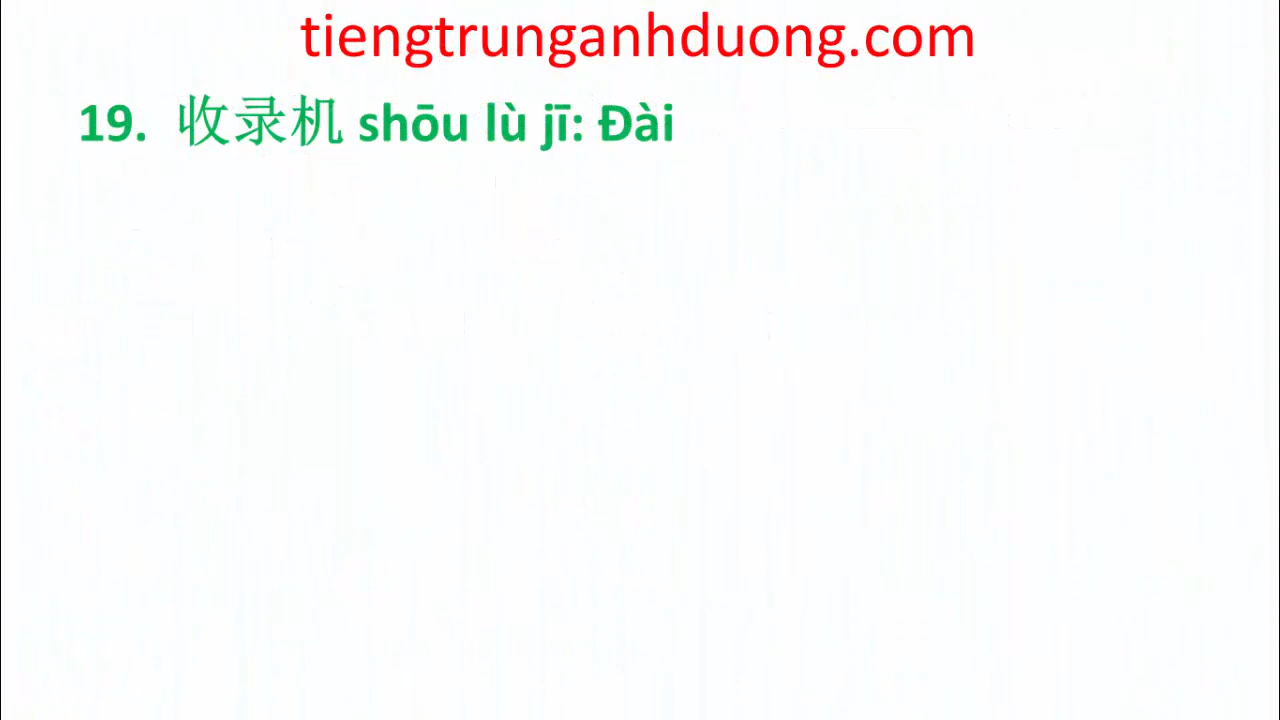 tiengtrunganhduong.com
19. 收录机 shōu lù jī: Đài